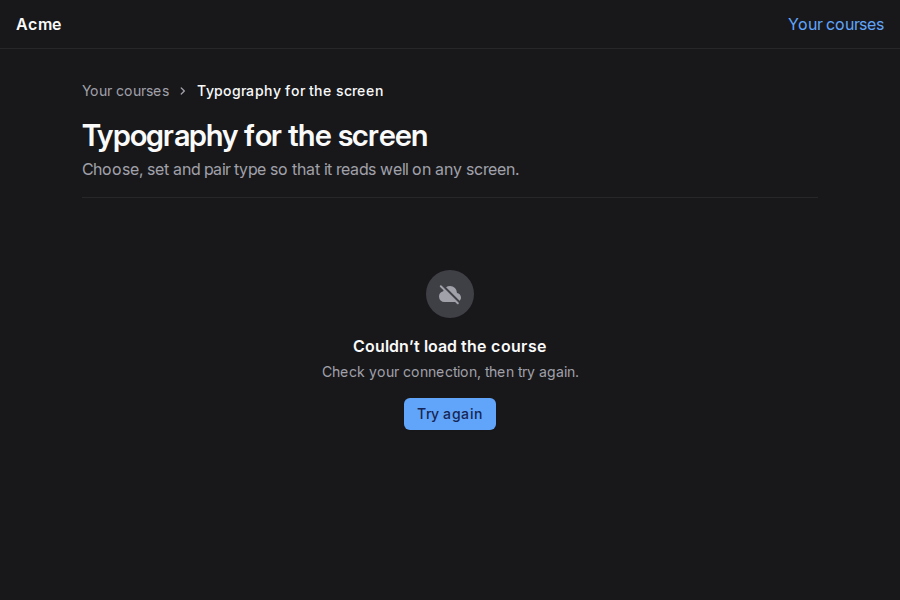 Acme
Your courses
Your courses > Typography for the screen
Typography for the screen
Choose, set and pair type so that it reads well on any screen.
Couldn’t load the course
Check your connection, then try again.
Try again